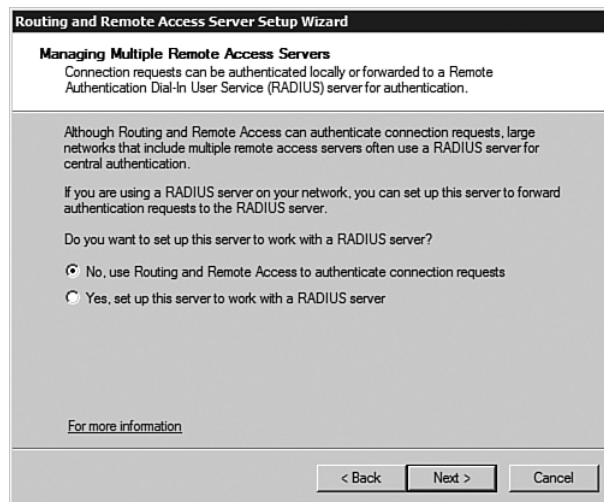 Routing and Remote Access Server Setup Wizard
Managing Multiple Remote Access Servers
Connection requests can be authenticated locally or forwarded to a Remote
Authentication Dial-In User Service (RADIUS) server for authentication.
Although Routing and Remote Access can authenticate connection requests, large
networks that include multiple remote access servers often use a RADIUS server for
central authentication.
If you are using a RADIUS server on your network, you can set up this server to forward
authentication requests to the RADIUS server.
Do you want to set up this server to work with a RADIUS server?
No, use Routing and Remote Access to authenticate connection requests
Yes, set up this server to work with a RADIUS server
For more information
< Back Next > Cancel